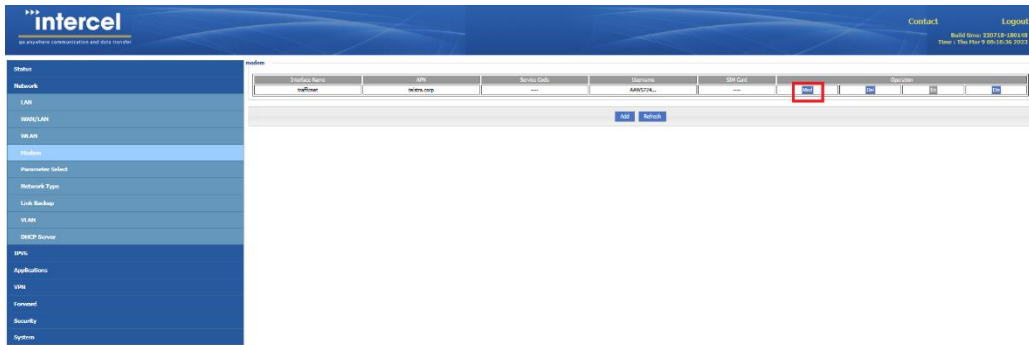 intercel
go anywhere communication and data transfer
Contact Logout
Build time: 220718-180148
Time : Thu Mar 9 08:18:36 2023
Status
Network
LAN
WAN/LAN
WLAN
Modem
Parameter Select
Network Type
Link Backup
VLAN
DHCP Server
IPV6
Applications
VPN
Forward
Security
System
modem
Interface Name APN Service Code Username SIM Card Operation
trafficnet telstra.corp ---- ---- Mod Del
Add Refresh